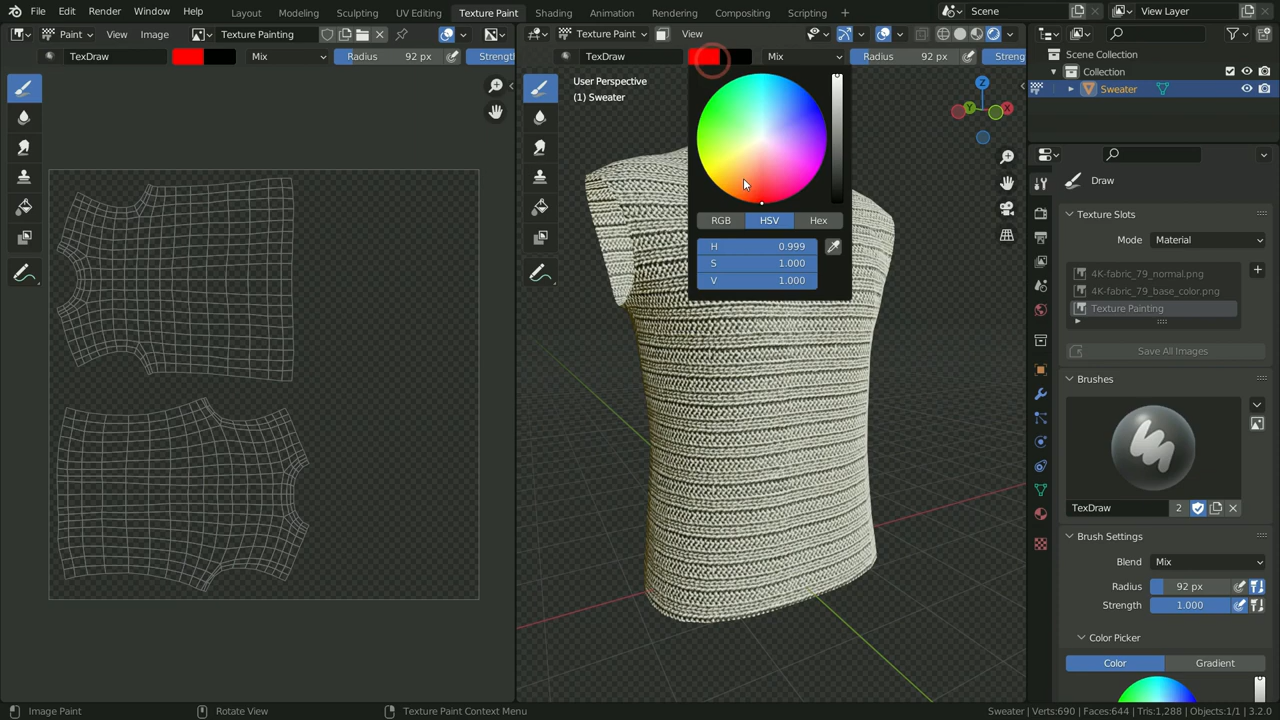 File Edit Render Window Help Layout Modeling Sculpting UV Editing Texture Paint Shading Animation Rendering Compositing Scripting + Scene View Layer
Paint View Image Texture Painting Texture Paint View
TexDraw Mix Radius 92 px Strengt TexDraw Mix Radius 92 px Streng
Scene Collection
Collection
Sweater
User Perspective
(1) Sweater
Z
Y X
Draw
Texture Slots
Mode Material
4K-fabric_79_normal.png
4K-fabric_79_base_color.png
Texture Painting
Save All Images
RGB HSV Hex
H 0.999
S 1.000
V 1.000
Brushes
TexDraw 2
Brush Settings
Blend Mix
Radius 92 px
Strength 1.000
Color Picker
Color Gradient
Image Paint Rotate View Texture Paint Context Menu Sweater | Verts:690 | Faces:644 | Tris:1,288 | Objects:1/1 | 3.2.0